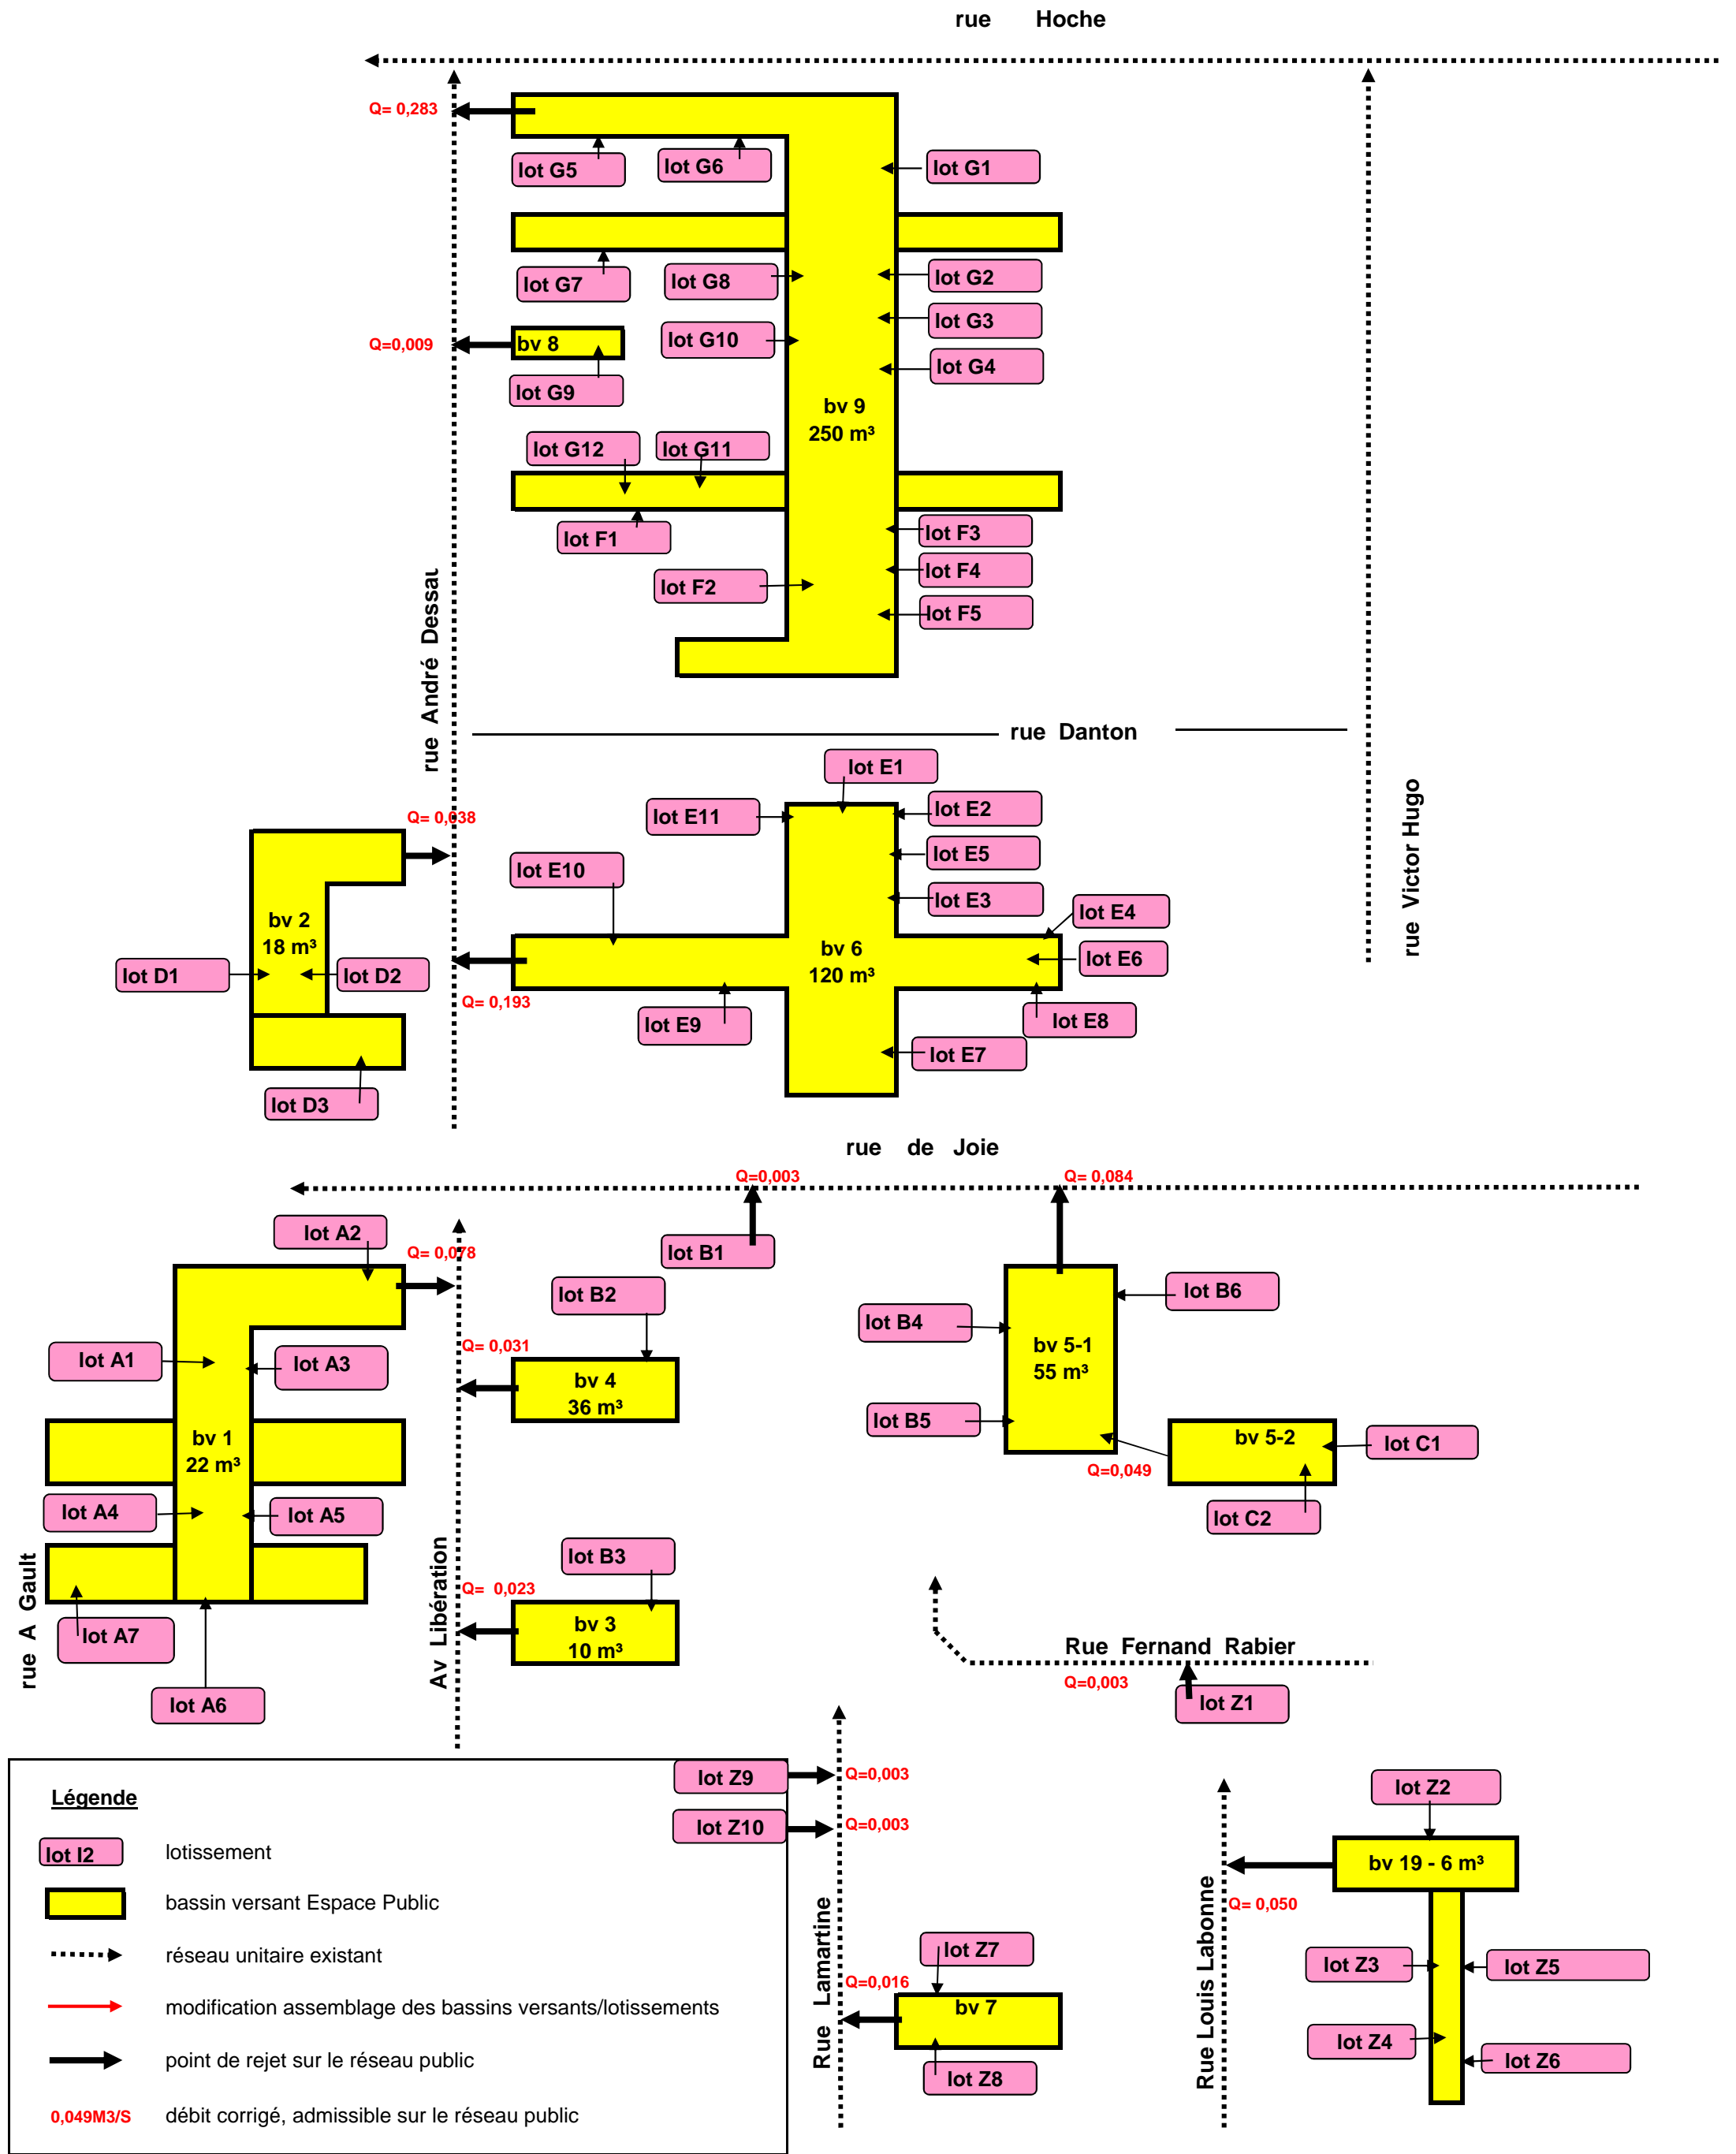 rue Hoche
Q= 0,283
lot G5
lot G6
lot G1
lot G7
lot G8
lot G2
lot G3
Q=0,009
bv 8
lot G10
lot G4
lot G9
bv 9
250 m³
lot G12
lot G11
lot F1
lot F3
lot F4
lot F2
lot F5
rue André Dessau
rue Danton
lot E1
Q= 0,038
lot E11
lot E2
lot E5
lot E10
lot E3
rue Victor Hugo
bv 2
18 m³
lot E4
bv 6
120 m³
lot E6
lot D1
lot D2
Q= 0,193
lot E9
lot E8
lot E7
lot D3
rue de Joie
Q=0,003
Q= 0,084
lot A2
Q= 0,078
lot B1
lot B2
lot B6
lot B4
lot A1
lot A3
Q= 0,031
bv 5-1
55 m³
bv 4
36 m³
lot B5
bv 1
22 m³
bv 5-2
lot C1
Q=0,049
lot A4
lot A5
lot C2
lot B3
rue A Gault
Av Libération
Q= 0,023
bv 3
10 m³
lot A7
Rue Fernand Rabier
Q=0,003
lot Z1
lot A6
lot Z9
Q=0,003
lot Z10
Q=0,003
lot Z2
bv 19 - 6 m³
Rue Louis Labonne
Q= 0,050
Rue Lamartine
lot Z7
lot Z3
lot Z5
Q=0,016
bv 7
lot Z4
lot Z6
lot Z8
Légende
lot I2 lotissement
bassin versant Espace Public
réseau unitaire existant
modification assemblage des bassins versants/lotissements
point de rejet sur le réseau public
0,049M3/S débit corrigé, admissible sur le réseau public